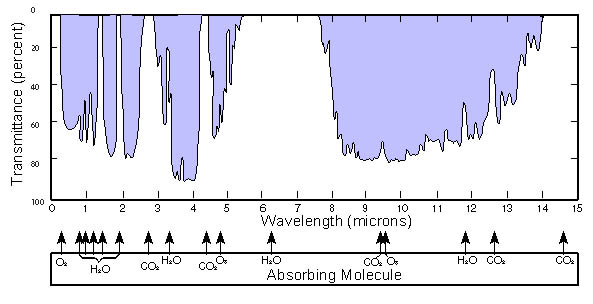 Transmittance (percent)
0
20
40
60
80
100
0 1 2 3 4 5 6 7 8 9 10 11 12 13 14 15
Wavelength (microns)
O₂ H₂O CO₂ H₂O CO₂ O₃ H₂O CO₂ O₃ H₂O CO₂ CO₂
Absorbing Molecule